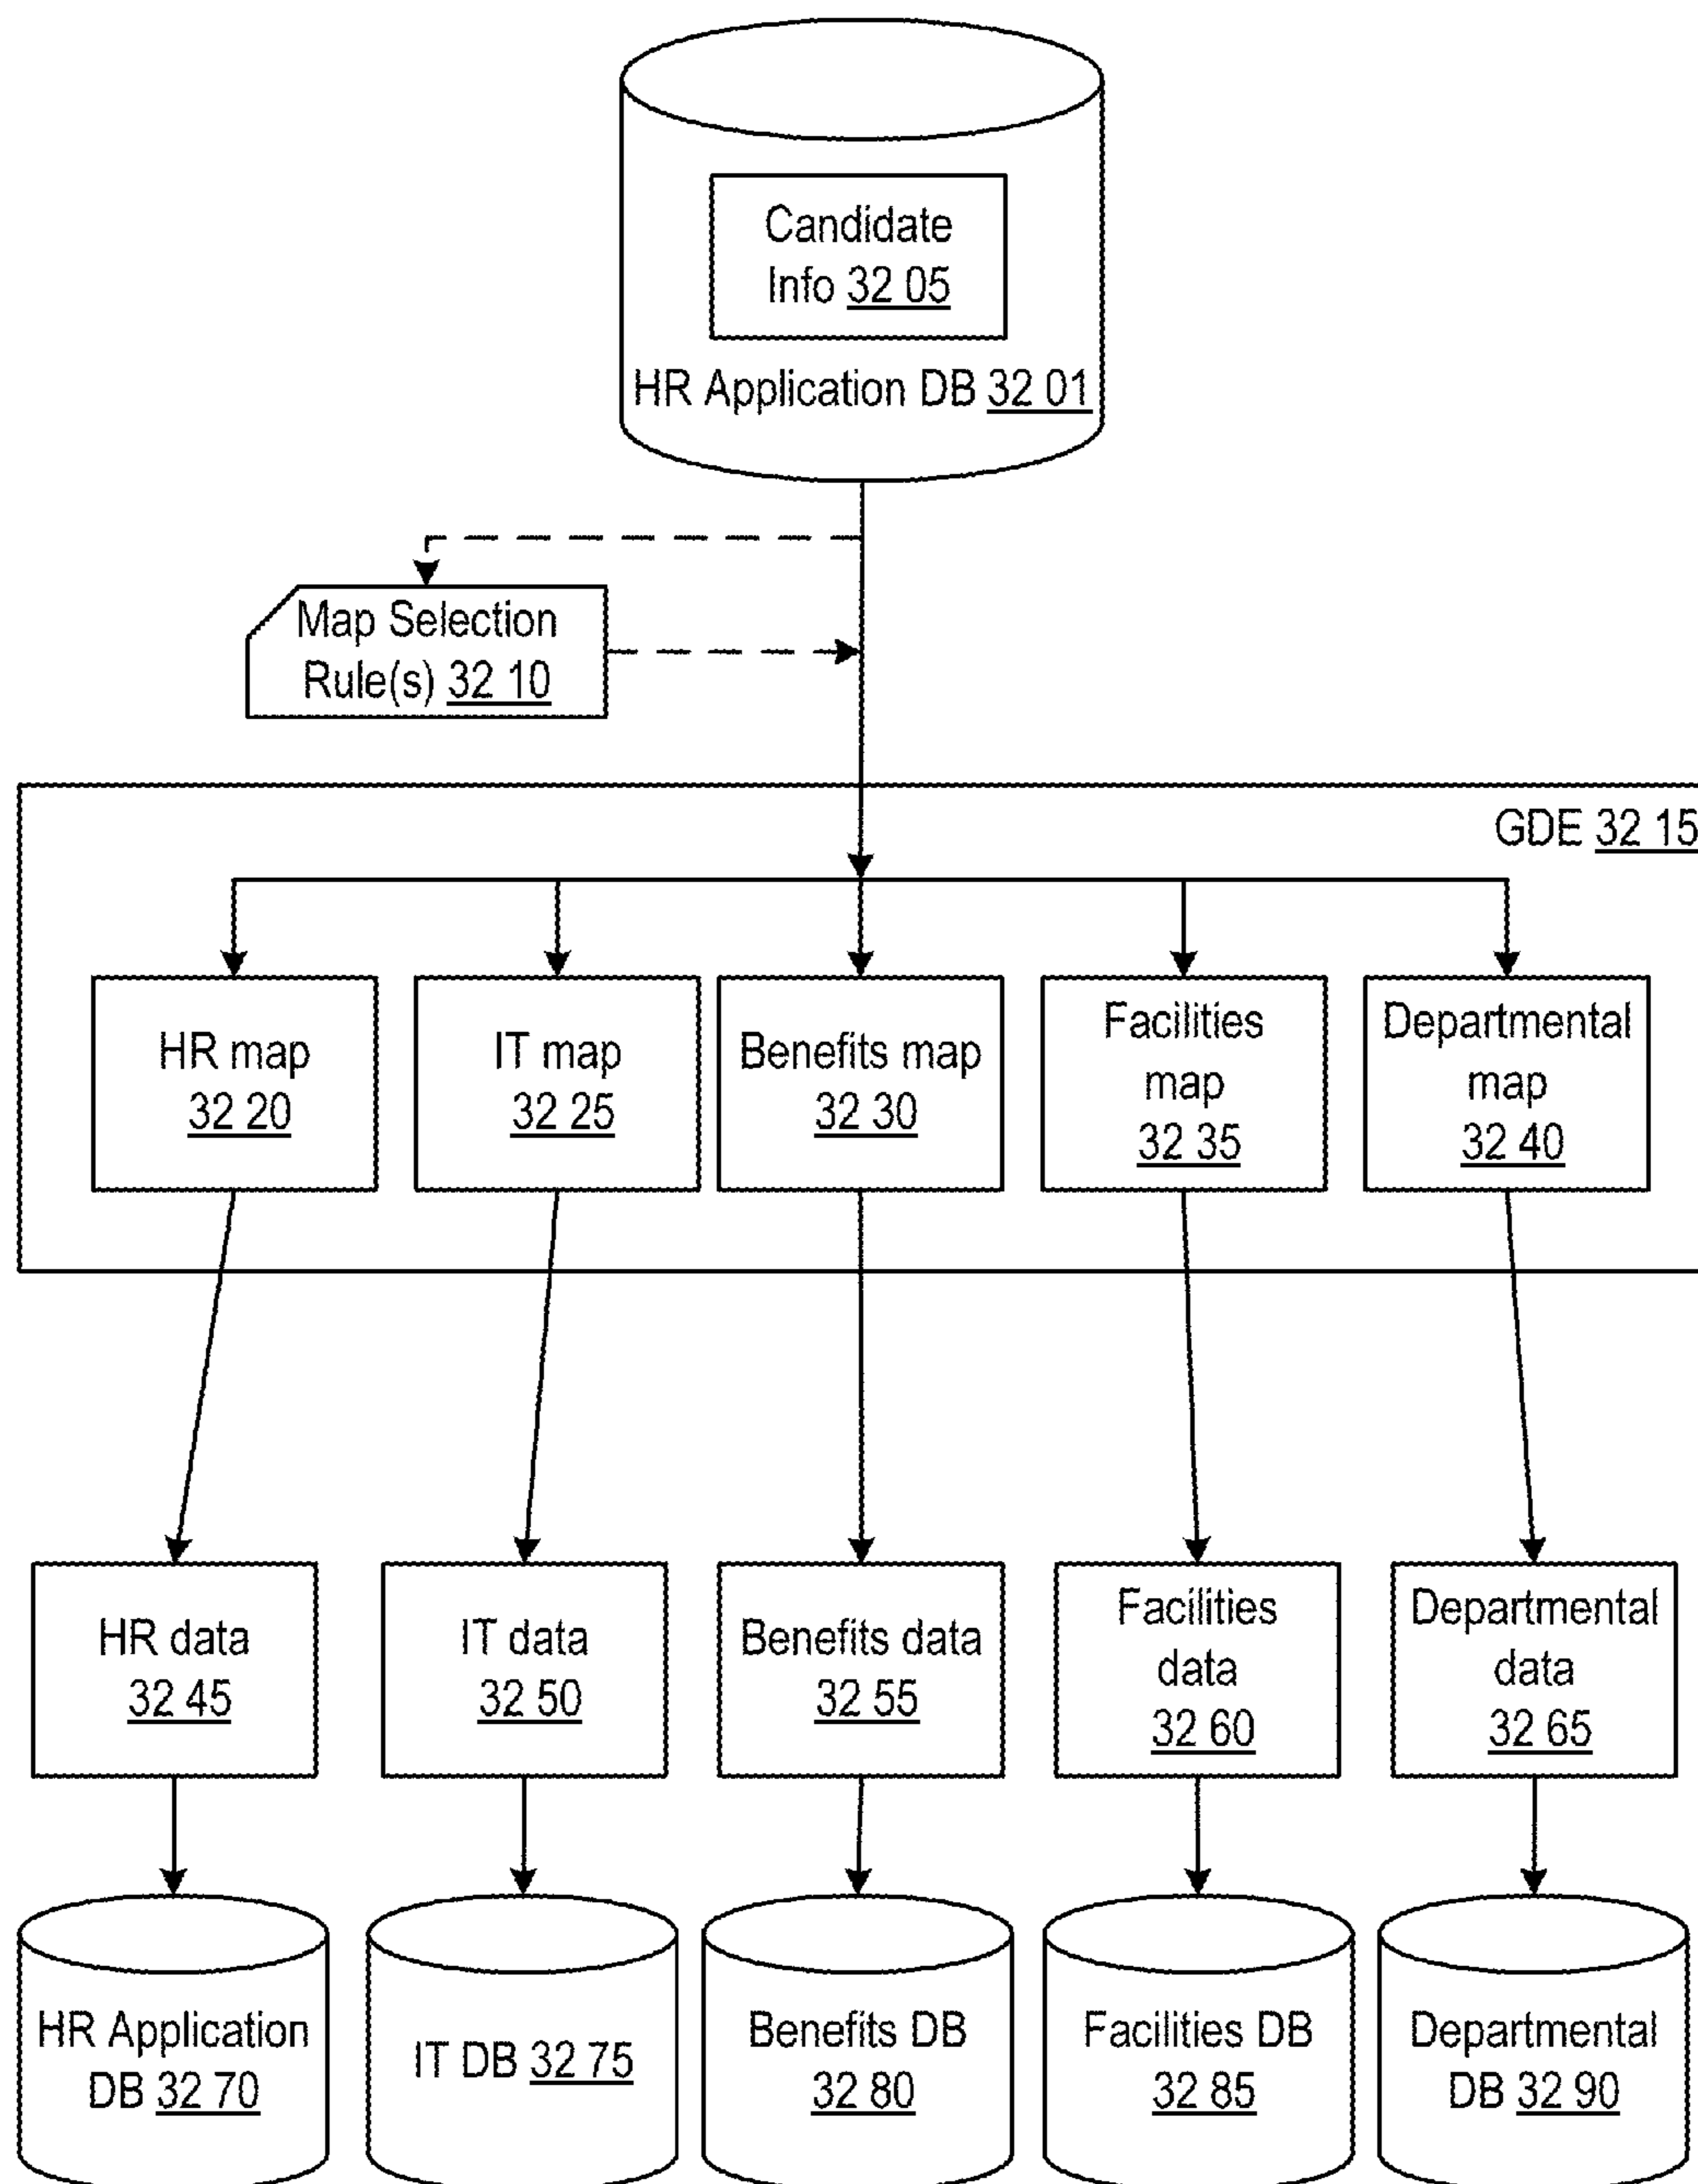 Candidate
Info 32 05
HR Application DB 32 01
Map Selection
Rule(s) 32 10
GDE 32 15
HR map
32 20
IT map
32 25
Benefits map
32 30
Facilities
map
32 35
Departmental
map
32 40
HR data
32 45
IT data
32 50
Benefits data
32 55
Facilities
data
32 60
Departmental
data
32 65
HR Application
DB 32 70
IT DB 32 75
Benefits DB
32 80
Facilities DB
32 85
Departmental
DB 32 90